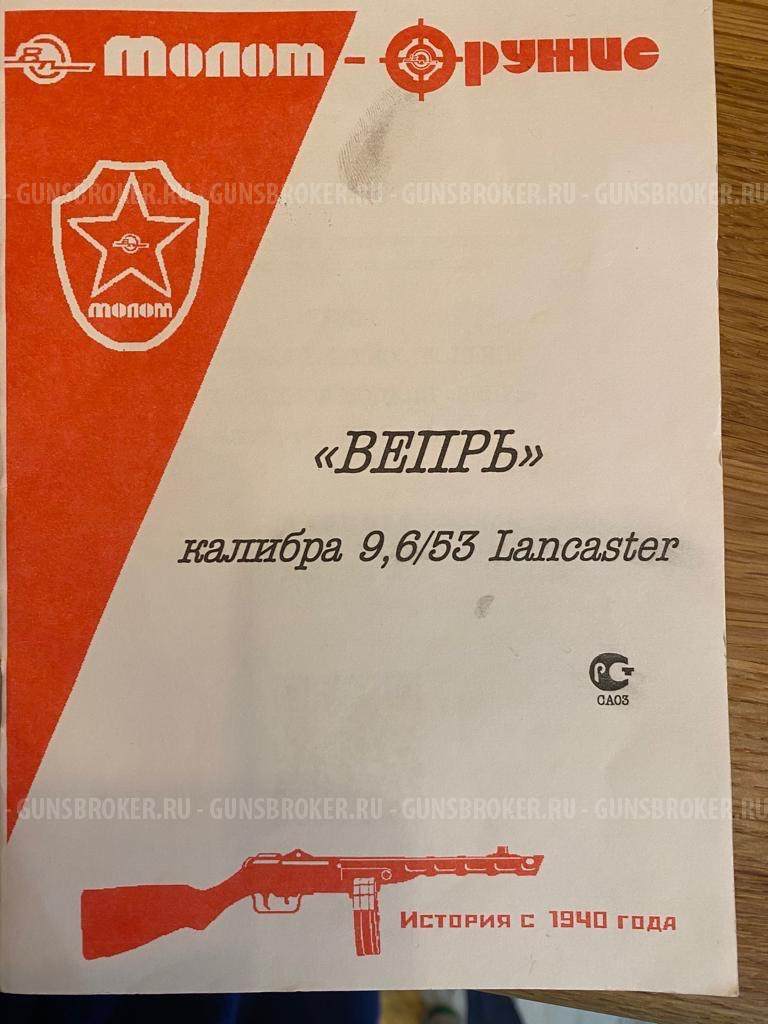 Молот - Оружие
- GUNSBROKER.RU - GUNSBROKER.RU - GUNSBROKER.RU - GUNSBROKER.RU
МОЛОТ
«ВЕПРЬ»
калибра 9,6/53 Lancaster
РСТ
СА03
- GUNSBROKER.RU - GUNSBROKER.RU - GUNSBROKER.RU - GUNSBROKER.RU
История с 1940 года